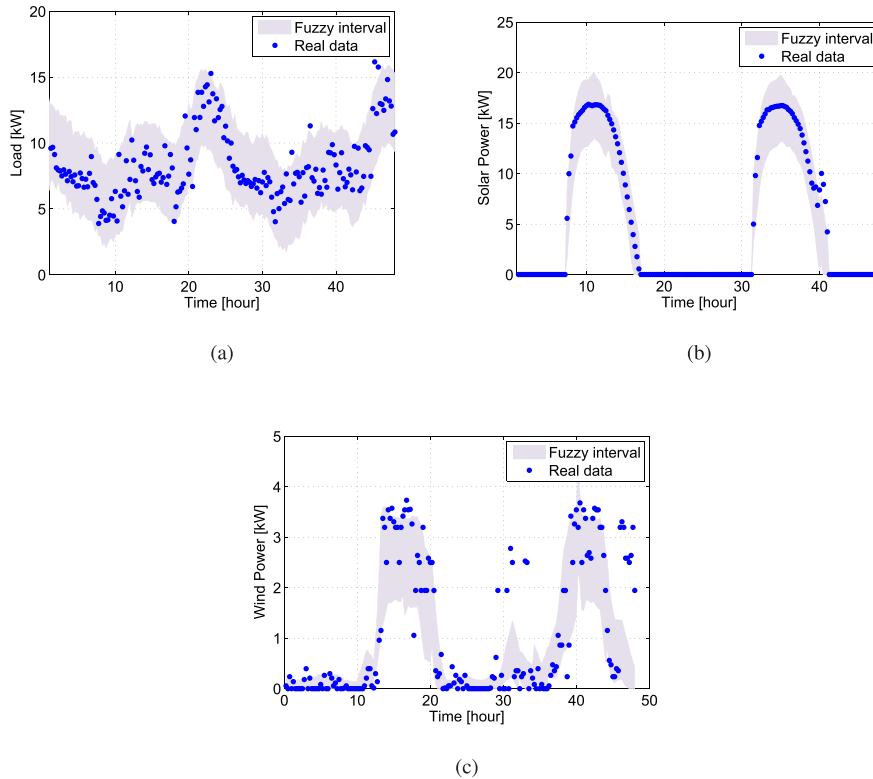 20
15
10
5
0
Load [kW]
Fuzzy interval
Real data
10
20
30
40
Time [hour]
(a)
25
20
15
10
5
0
Solar Power [kW]
Fuzzy interval
Real data
10
20
30
40
Time [hour]
(b)
5
4
3
2
1
0
Wind Power [kW]
Fuzzy interval
Real data
0
10
20
30
40
50
Time [hour]
(c)